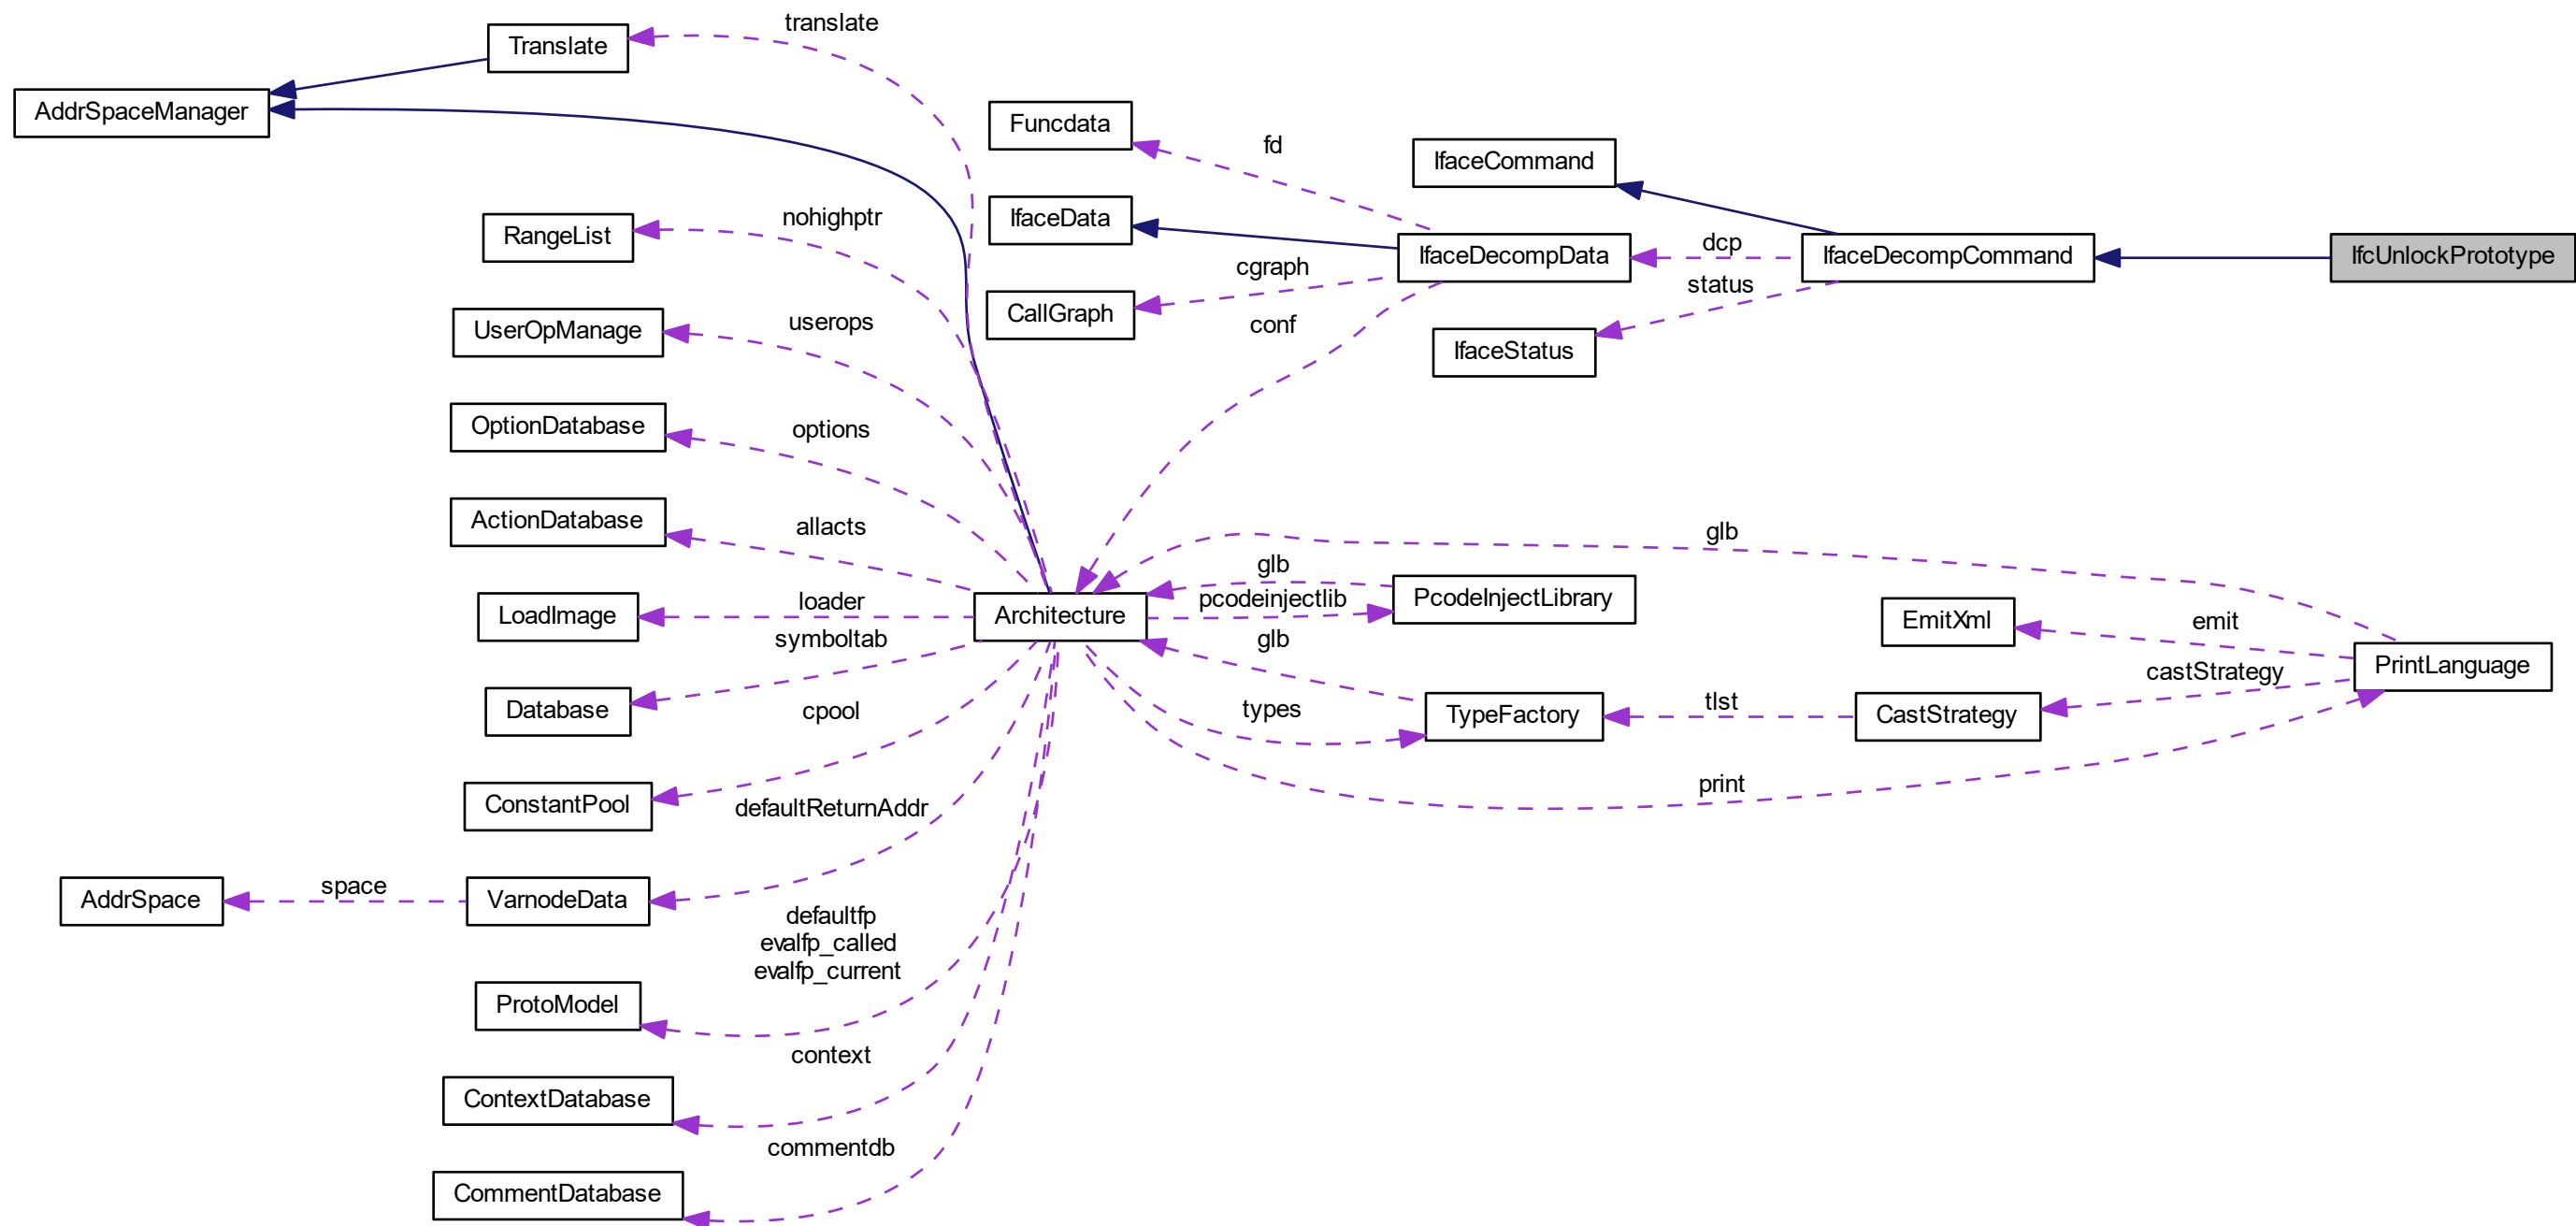 translate
Translate
AddrSpaceManager
Funcdata
fd
IfaceCommand
nohighptr
IfaceData
RangeList
dcp
IfaceDecompData
IfaceDecompCommand
IfcUnlockPrototype
cgraph
status
CallGraph
userops
conf
UserOpManage
IfaceStatus
OptionDatabase
options
ActionDatabase
allacts
glb
glb
PcodeInjectLibrary
pcodeinjectlib
loader
LoadImage
Architecture
EmitXml
emit
symboltab
glb
PrintLanguage
castStrategy
Database
cpool
types
TypeFactory
tlst
CastStrategy
print
ConstantPool
defaultReturnAddr
space
AddrSpace
VarnodeData
defaultfp
evalfp_called
evalfp_current
ProtoModel
context
ContextDatabase
commentdb
CommentDatabase